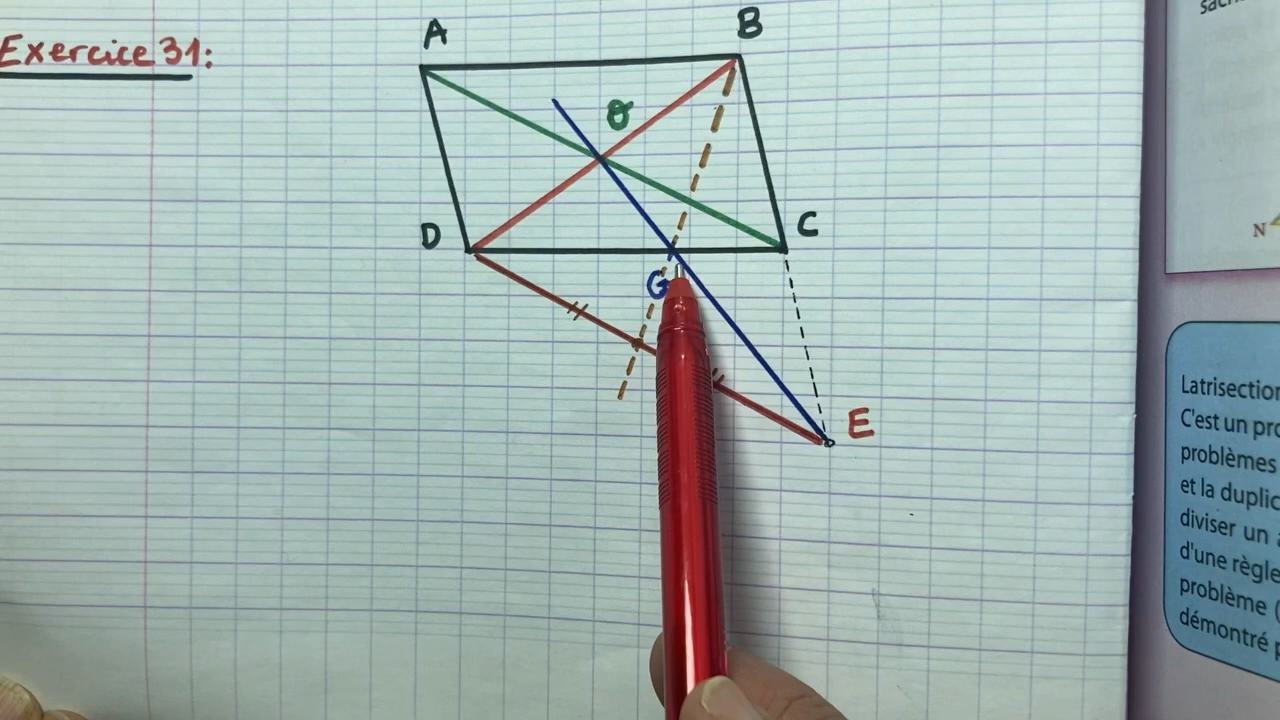 Exercice 31:
A
B
O
D
C
G
E
N
Latrisection
C'est un pro
problèmes
et la duplic
diviser un a
d'une règle
problème (
démontré p